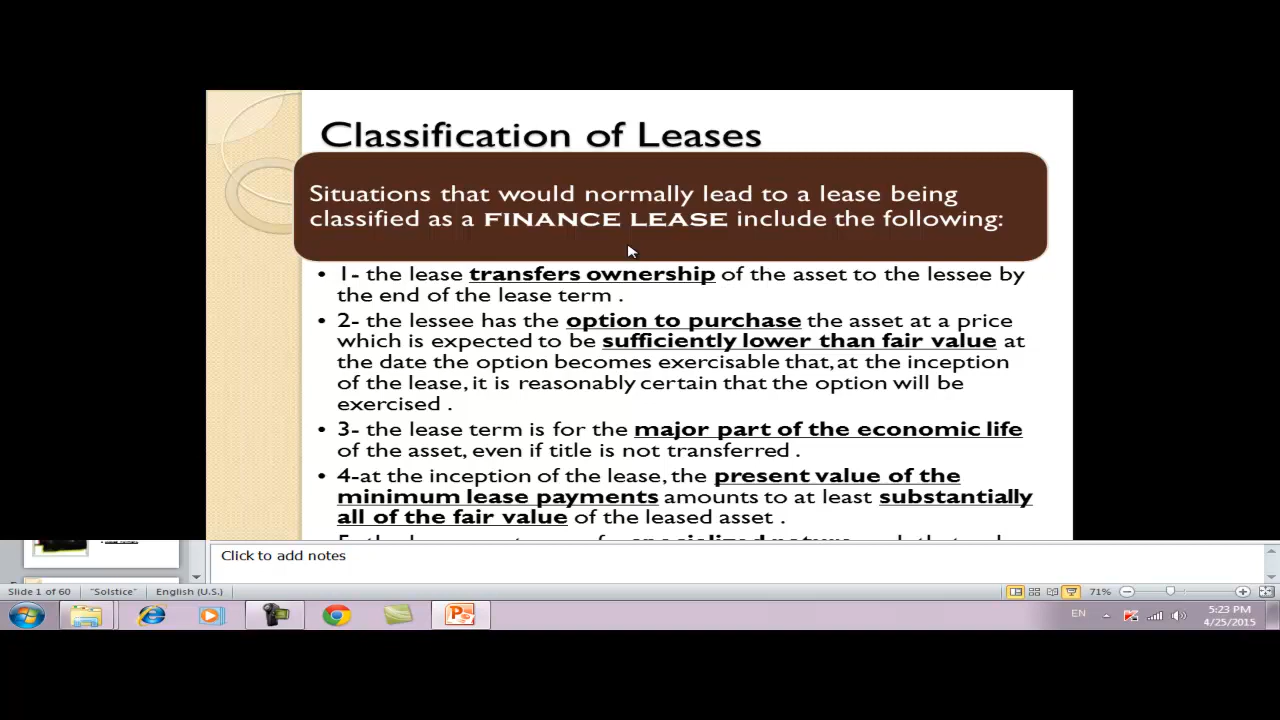 Classification of Leases
Situations that would normally lead to a lease being
classified as a FINANCE LEASE include the following:
• 1- the lease transfers ownership of the asset to the lessee by
the end of the lease term .
• 2- the lessee has the option to purchase the asset at a price
which is expected to be sufficiently lower than fair value at
the date the option becomes exercisable that, at the inception
of the lease, it is reasonably certain that the option will be
exercised .
• 3- the lease term is for the major part of the economic life
of the asset, even if title is not transferred .
• 4-at the inception of the lease, the present value of the
minimum lease payments amounts to at least substantially
all of the fair value of the leased asset .
Click to add notes
Slide 1 of 60 "Solstice" English (U.S.) 71%
EN 5:23 PM
4/25/2015